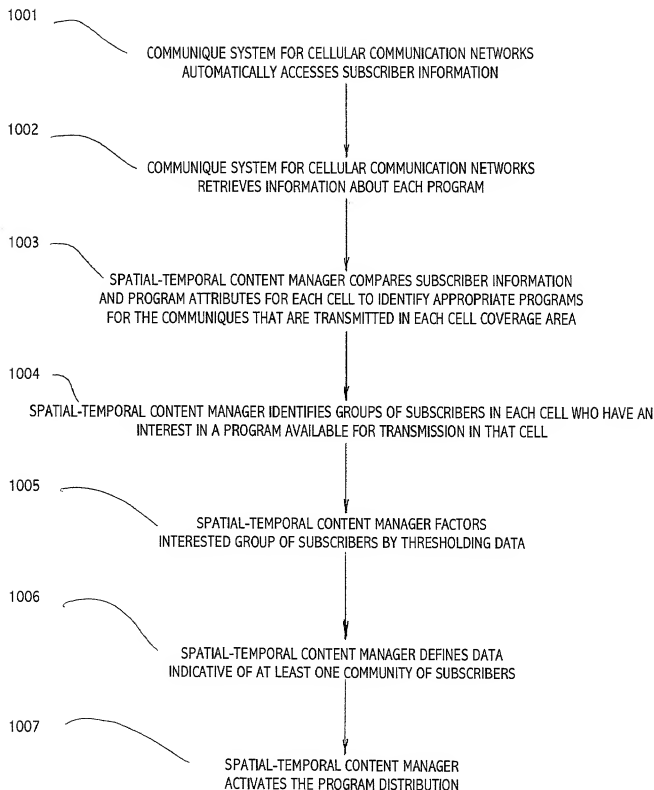 1001
COMMUNIQUE SYSTEM FOR CELLULAR COMMUNICATION NETWORKS
AUTOMATICALLY ACCESSES SUBSCRIBER INFORMATION
1002
COMMUNIQUE SYSTEM FOR CELLULAR COMMUNICATION NETWORKS
RETRIEVES INFORMATION ABOUT EACH PROGRAM
1003
SPATIAL-TEMPORAL CONTENT MANAGER COMPARES SUBSCRIBER INFORMATION
AND PROGRAM ATTRIBUTES FOR EACH CELL TO IDENTIFY APPROPRIATE PROGRAMS
FOR THE COMMUNIQUES THAT ARE TRANSMITTED IN EACH CELL COVERAGE AREA
1004
SPATIAL-TEMPORAL CONTENT MANAGER IDENTIFIES GROUPS OF SUBSCRIBERS IN EACH CELL WHO HAVE AN
INTEREST IN A PROGRAM AVAILABLE FOR TRANSMISSION IN THAT CELL
1005
SPATIAL-TEMPORAL CONTENT MANAGER FACTORS
INTERESTED GROUP OF SUBSCRIBERS BY THRESHOLDING DATA
1006
SPATIAL-TEMPORAL CONTENT MANAGER DEFINES DATA
INDICATIVE OF AT LEAST ONE COMMUNITY OF SUBSCRIBERS
1007
SPATIAL-TEMPORAL CONTENT MANAGER
ACTIVATES THE PROGRAM DISTRIBUTION